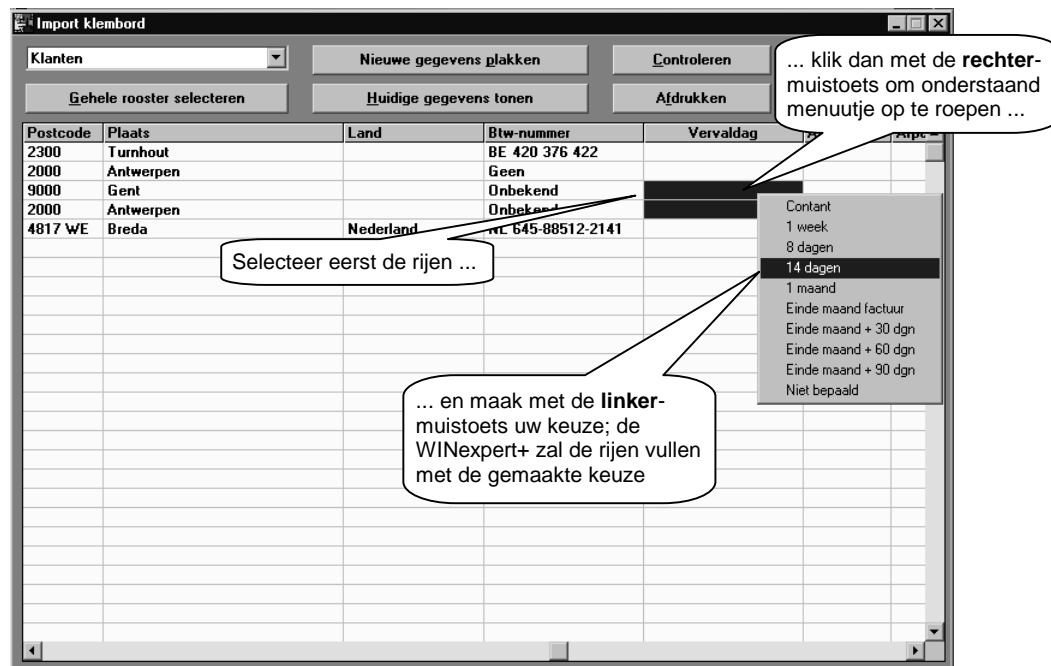 Import klembord
Klanten
Nieuwe gegevens plakken
Controleren
Gehele rooster selecteren
Huidige gegevens tonen
Afdrukken
... klik dan met de rechter-
muistoets om onderstaand
menuutje op te roepen ...
Postcode Plaats Land Btw-nummer Vervaldag
2300 Turnhout BE 420 376 422
2000 Antwerpen Geen
9000 Gent Onbekend
2000 Antwerpen Onbekend
4817 WE Breda Nederland NL 645-88512-2141
Selecteer eerst de rijen ...
Contant
1 week
8 dagen
14 dagen
1 maand
Einde maand factuur
Einde maand + 30 dgn
Einde maand + 60 dgn
Einde maand + 90 dgn
Niet bepaald
... en maak met de linker-
muistoets uw keuze; de
WINexpert+ zal de rijen vullen
met de gemaakte keuze